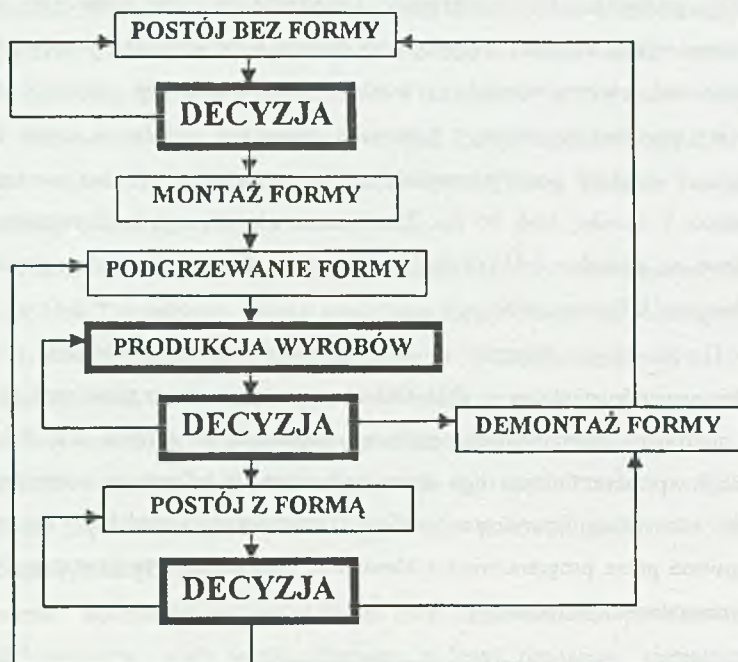 POSTÓJ BEZ FORMY
DECYZJA
MONTAŻ FORMY
PODGRZEWANIE FORMY
PRODUKCJA WYROBÓW
DECYZJA
DEMONTAŻ FORMY
POSTÓJ Z FORMĄ
DECYZJA